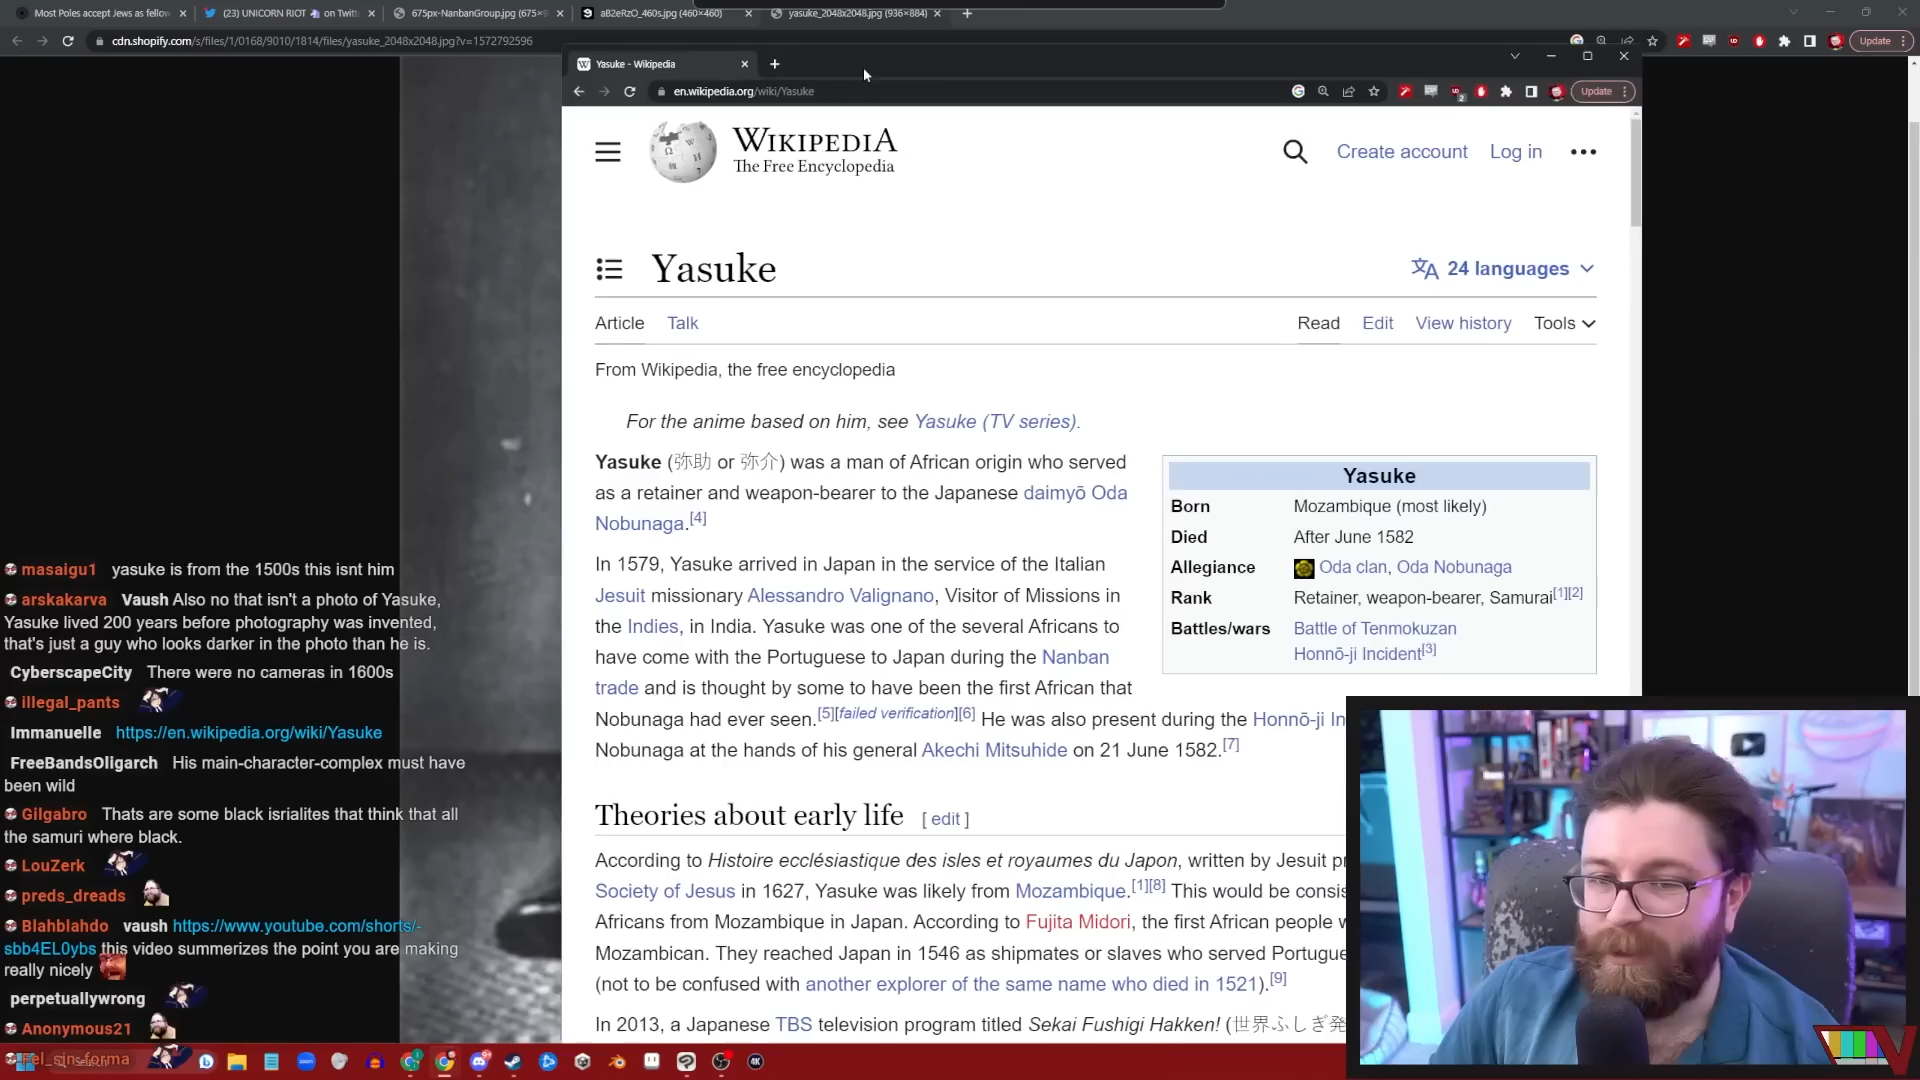 Most Poles accept Jews as fellow
(23) UNICORN RIOT 🦄 on Twitt
675px-NanbanGroup.jpg (675×9
aB2eRzO_460s.jpg (460×460)
yasuke_2048x2048.jpg (936×884)
cdn.shopify.com/s/files/1/0168/9010/1814/files/yasuke_2048x2048.jpg?v=1572792596
Update
Yasuke - Wikipedia
en.wikipedia.org/wiki/Yasuke
Update
WIKIPEDIA
The Free Encyclopedia
Create account
Log in
Yasuke
24 languages
Article
Talk
Read
Edit
View history
Tools
From Wikipedia, the free encyclopedia
For the anime based on him, see Yasuke (TV series).
Yasuke (弥助 or 弥介) was a man of African origin who served
as a retainer and weapon-bearer to the Japanese daimyō Oda
Nobunaga.[4]
In 1579, Yasuke arrived in Japan in the service of the Italian
Jesuit missionary Alessandro Valignano, Visitor of Missions in
the Indies, in India. Yasuke was one of the several Africans to
have come with the Portuguese to Japan during the Nanban
trade and is thought by some to have been the first African that
Nobunaga had ever seen.[5][failed verification][6] He was also present during the Honnō-ji In
Nobunaga at the hands of his general Akechi Mitsuhide on 21 June 1582.[7]
Yasuke
Born Mozambique (most likely)
Died After June 1582
Allegiance Oda clan, Oda Nobunaga
Rank Retainer, weapon-bearer, Samurai[1][2]
Battles/wars Battle of Tenmokuzan
Honnō-ji Incident[3]
Theories about early life [ edit ]
According to Histoire ecclésiastique des isles et royaumes du Japon, written by Jesuit pr
Society of Jesus in 1627, Yasuke was likely from Mozambique.[1][8] This would be consis
Africans from Mozambique in Japan. According to Fujita Midori, the first African people w
Mozambican. They reached Japan in 1546 as shipmates or slaves who served Portugue
(not to be confused with another explorer of the same name who died in 1521).[9]
In 2013, a Japanese TBS television program titled Sekai Fushigi Hakken! (世界ふしぎ発
masaigu1 yasuke is from the 1500s this isnt him
arskakarva Vaush Also no that isn't a photo of Yasuke,
Yasuke lived 200 years before photography was invented,
that's just a guy who looks darker in the photo than he is.
CyberscapeCity There were no cameras in 1600s
illegal_pants
Immanuelle https://en.wikipedia.org/wiki/Yasuke
FreeBandsOligarch His main-character-complex must have
been wild
Gilgabro Thats are some black isrialites that think that all
the samuri where black.
LouZerk
preds_dreads
Blahblahdo vaush https://www.youtube.com/shorts/-
sbb4EL0ybs this video summerizes the point you are making
really nicely
perpetuallywrong
Anonymous21
4K
V